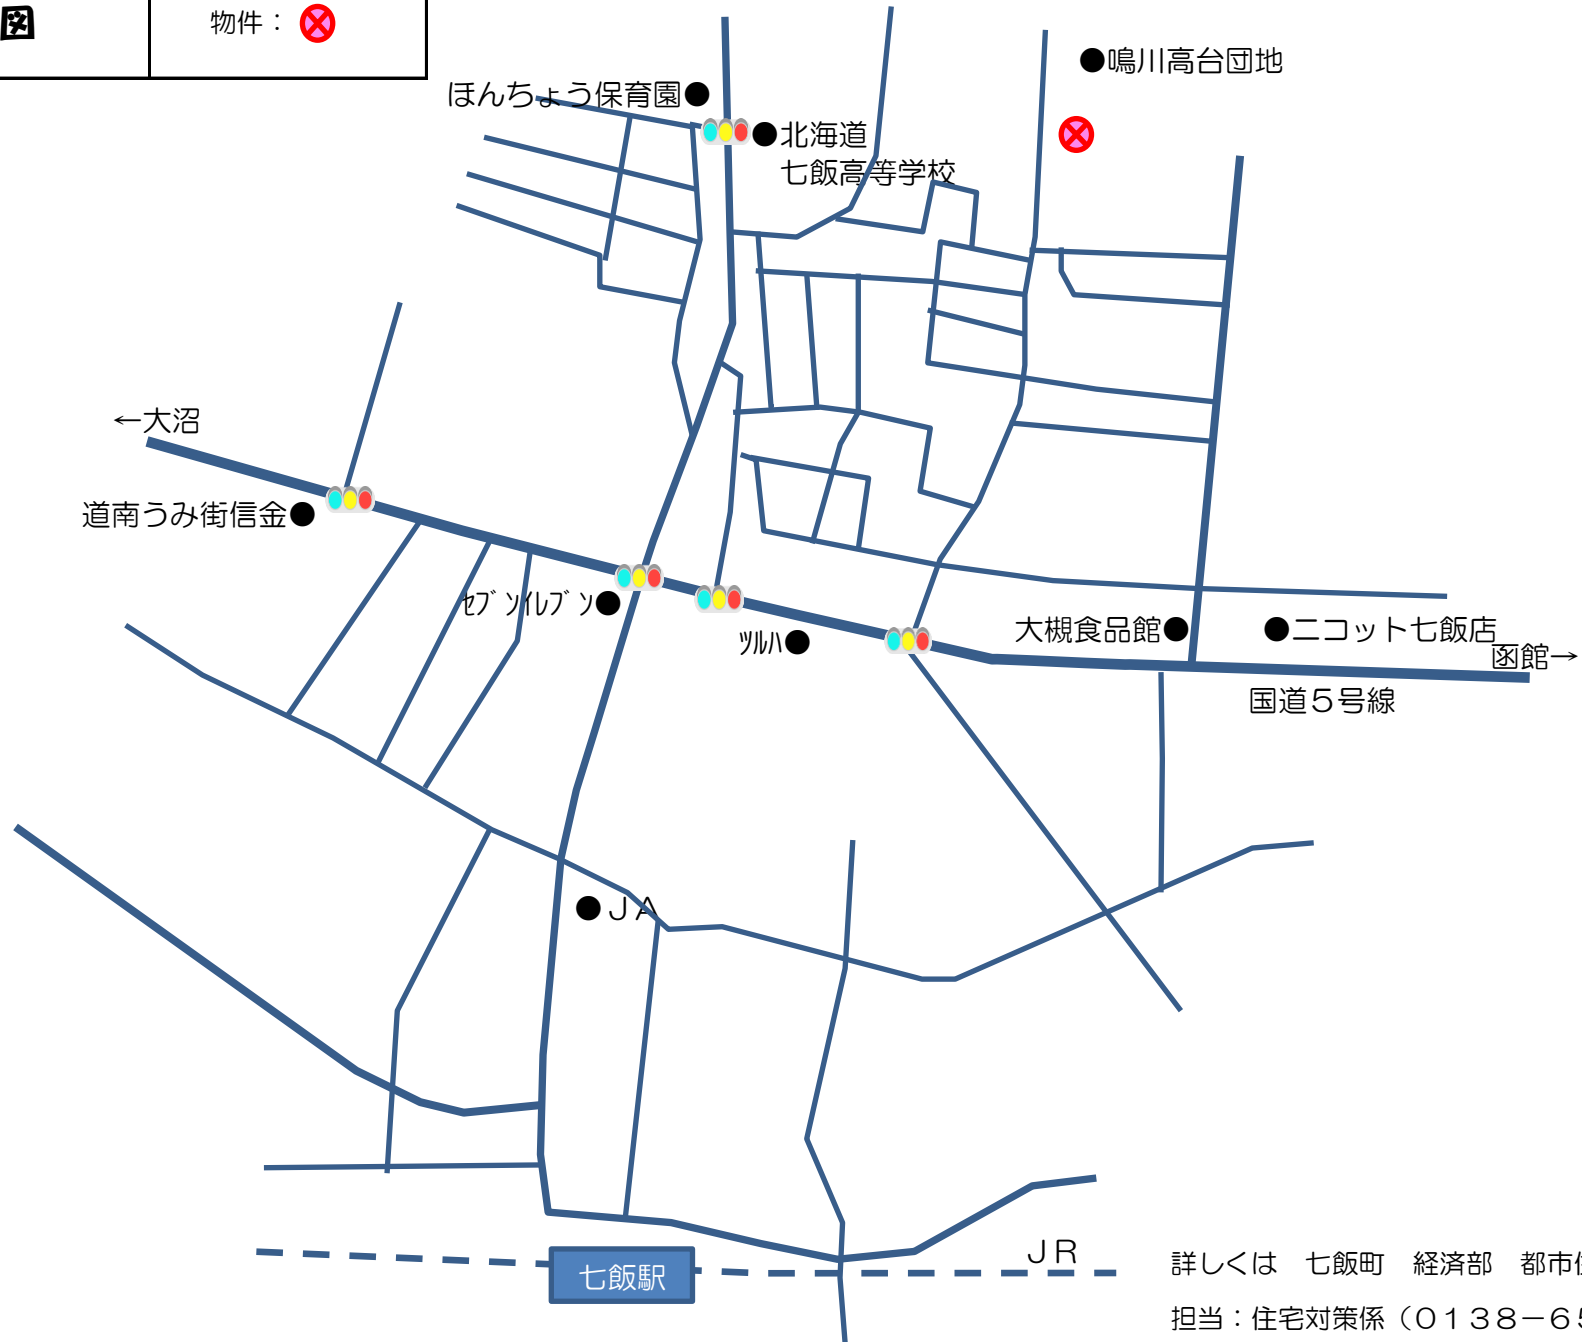 図
物件：
●鳴川高台団地
ほんちょう保育園●
●北海道
七飯高等学校
←大沼
道南うみ街信金●
ｾﾌﾞﾝｲﾚﾌﾞﾝ●
ﾂﾙﾊ●
大槻食品館●
●ニコット七飯店
函館→
国道５号線
●ＪＡ
ＪＲ
七飯駅
詳しくは　七飯町　経済部　都市住
担当：住宅対策係（０１３８－６５